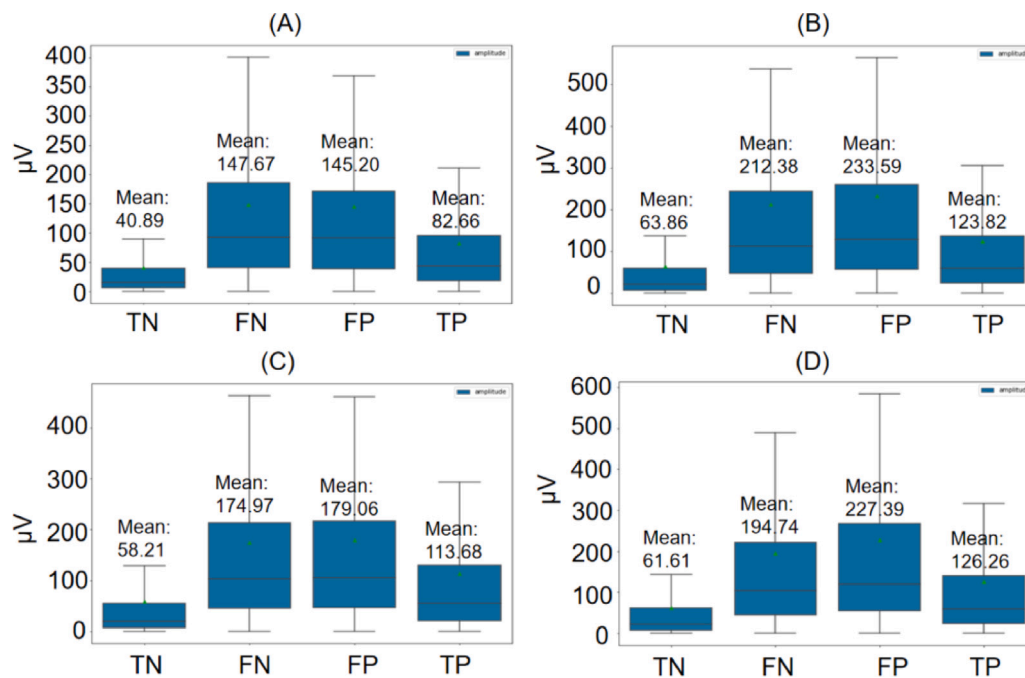 (A)
amplitude
µV
400
350
300
250
200
150
100
50
0
Mean:
40.89
Mean:
147.67
Mean:
145.20
Mean:
82.66
TN FN FP TP
(B)
amplitude
µV
500
400
300
200
100
0
Mean:
63.86
Mean:
212.38
Mean:
233.59
Mean:
123.82
TN FN FP TP
(C)
amplitude
µV
400
300
200
100
0
Mean:
58.21
Mean:
174.97
Mean:
179.06
Mean:
113.68
TN FN FP TP
(D)
amplitude
µV
600
500
400
300
200
100
0
Mean:
61.61
Mean:
194.74
Mean:
227.39
Mean:
126.26
TN FN FP TP